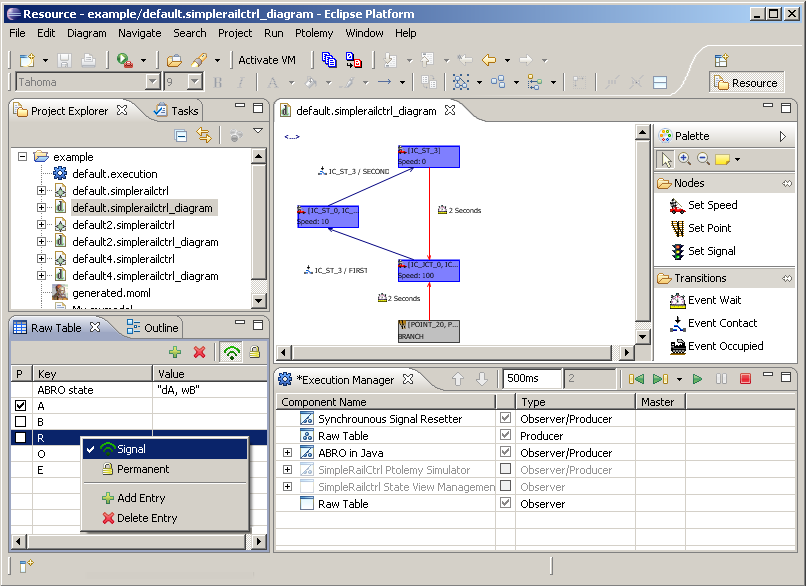 Resource - example/default.simplerailctrl_diagram - Eclipse Platform
File Edit Diagram Navigate Search Project Run Ptolemy Window Help
Activate VM
Tahoma 9 B I A
Resource
Project Explorer Tasks
example
default.execution
default.simplerailctrl
default.simplerailctrl_diagram
default2.simplerailctrl
default2.simplerailctrl_diagram
default4.simplerailctrl
default4.simplerailctrl_diagram
generated.moml
default.simplerailctrl_diagram
<...>
[IC_ST_3]
Speed: 0
IC_ST_3 / SECOND
2 Seconds
[IC_ST_0, IC_...
Speed: 10
[IC_JCT_0, IC...
Speed: 100
IC_ST_3 / FIRST
2 Seconds
[POINT_20, P...
BRANCH
Palette
Nodes
Set Speed
Set Point
Set Signal
Transitions
Event Wait
Event Contact
Event Occupied
Raw Table Outline
P Key Value
ABRO state "dA, wB"
A
B
R
O
E
Signal
Permanent
Add Entry
Delete Entry
*Execution Manager 500ms 2
Component Name Type Master
Synchrounous Signal Resetter Observer/Producer
Raw Table Producer
ABRO in Java Observer/Producer
SimpleRailCtrl Ptolemy Simulator Observer/Producer
SimpleRailctrl State View Managemen Observer
Raw Table Observer